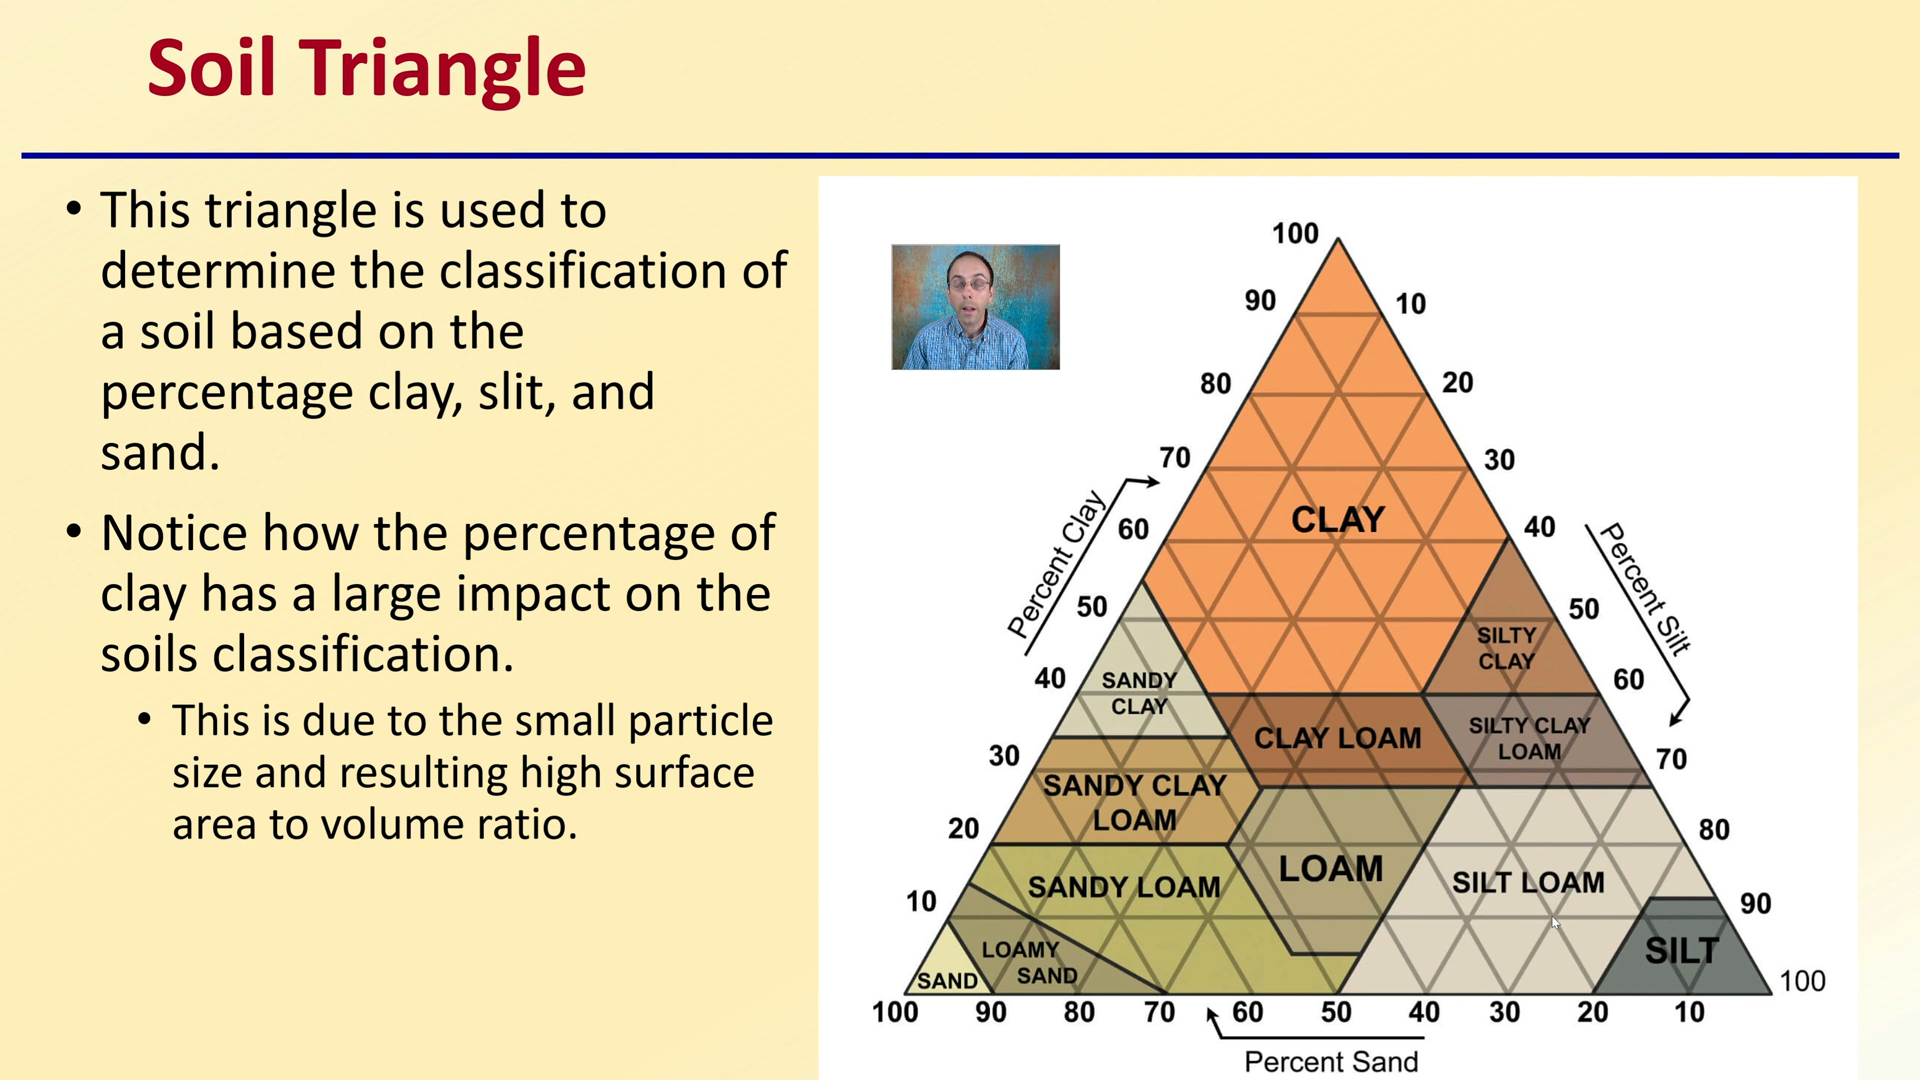 Soil Triangle
• This triangle is used to
determine the classification of
a soil based on the
percentage clay, slit, and
sand.
• Notice how the percentage of
clay has a large impact on the
soils classification.
• This is due to the small particle
size and resulting high surface
area to volume ratio.
100
90
10
80
20
70
30
CLAY
60
40
Percent Clay
Percent Silt
50
50
SILTY
CLAY
40
60
SANDY
CLAY
CLAY LOAM
SILTY CLAY
LOAM
30
70
SANDY CLAY
LOAM
20
80
LOAM
SANDY LOAM
SILT LOAM
10
90
LOAMY
SAND
SILT
SAND
100
100
90
80
70
60
50
40
30
20
10
Percent Sand